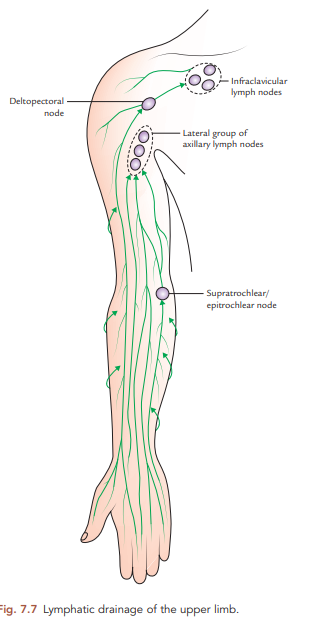 Infraclavicular
lymph nodes
Deltopectoral
node
Lateral group of
axillary lymph nodes
Supratrochlear/
epitrochlear node
Fig. 7.7 Lymphatic drainage of the upper limb.